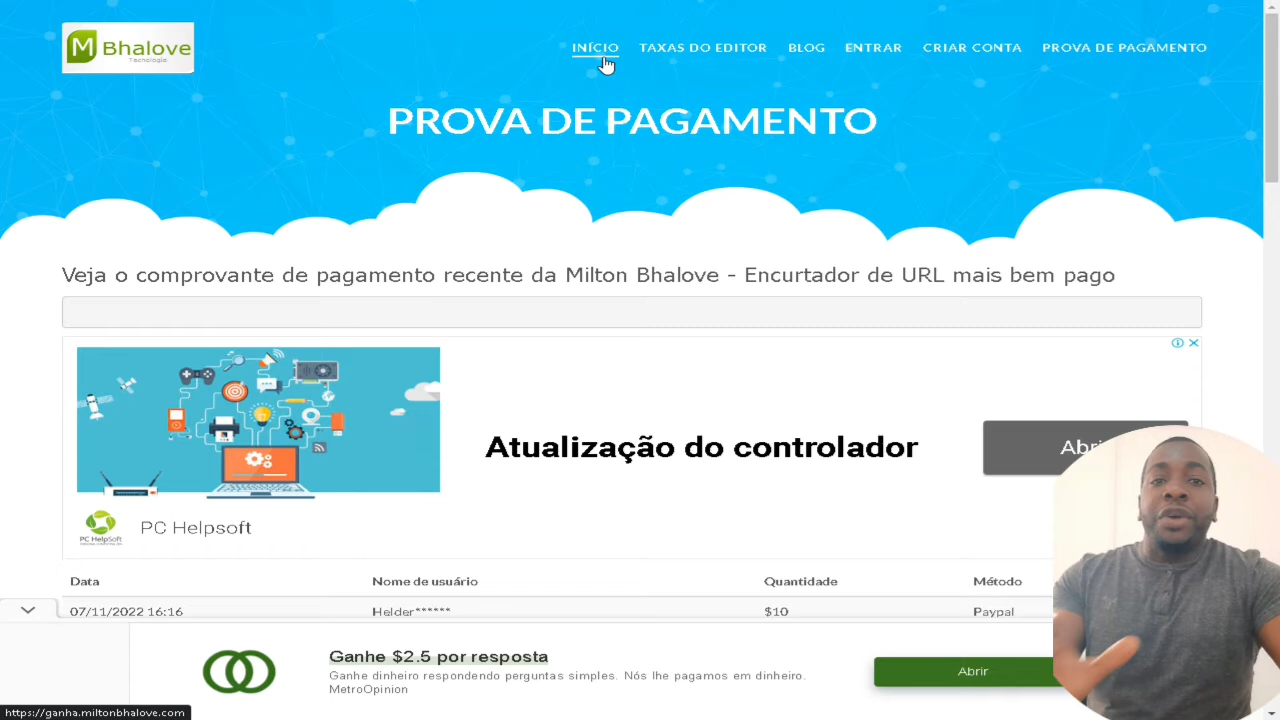 M Bhalove
Tecnologia
INÍCIO TAXAS DO EDITOR BLOG ENTRAR CRIAR CONTA PROVA DE PAGAMENTO
PROVA DE PAGAMENTO
Veja o comprovante de pagamento recente da Milton Bhalove - Encurtador de URL mais bem pago
Atualização do controlador
PC HelpSoft
PC Helpsoft
Data Nome de usuário Quantidade Método
07/11/2022 16:16 Helder****** $10 Paypal
Ganhe $2.5 por resposta
Ganhe dinheiro respondendo perguntas simples. Nós lhe pagamos em dinheiro.
MetroOpinion
Abrir
https://ganha.miltonbhalove.com